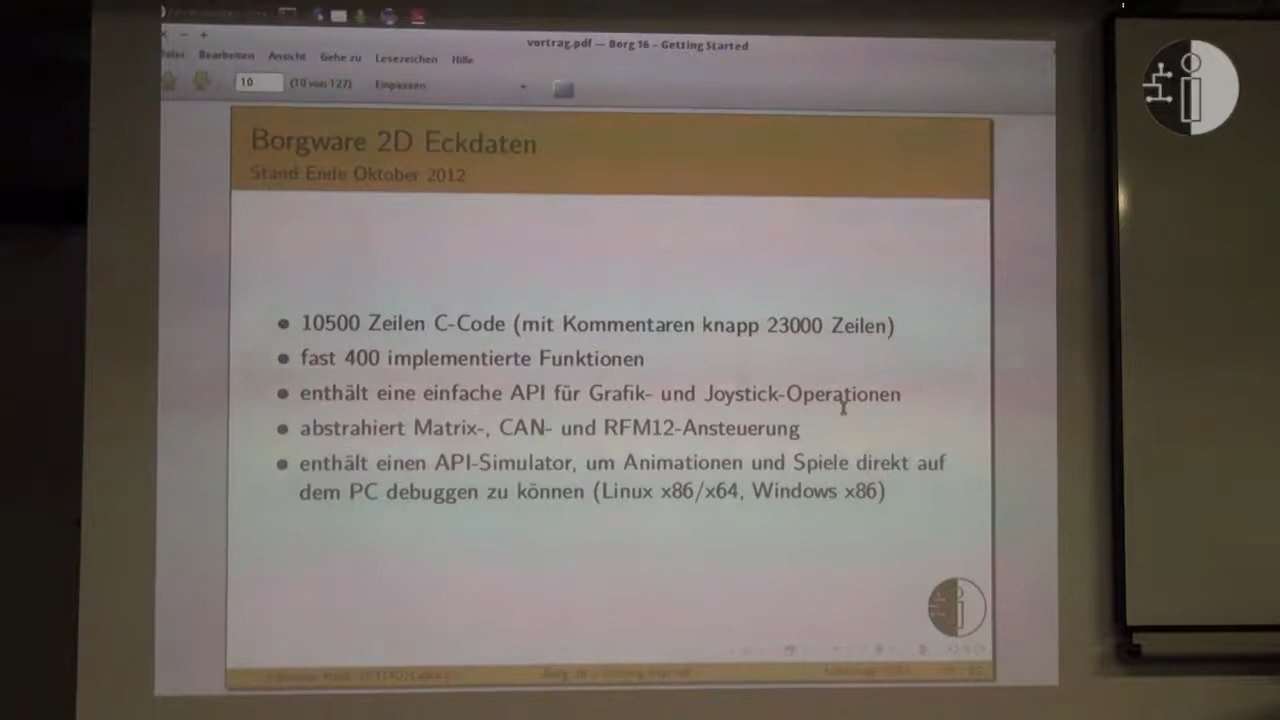 vortrag.pdf — Borg 16 - Getting Started
Bearbeiten Ansicht Gehe zu Lesezeichen Hilfe
10 (10 von 127) Einpassen
Borgware 2D Eckdaten
Stand Ende Oktober 2012
10500 Zeilen C-Code (mit Kommentaren knapp 23000 Zeilen)
fast 400 implementierte Funktionen
enthält eine einfache API für Grafik- und Joystick-Operationen
abstrahiert Matrix-, CAN- und RFM12-Ansteuerung
enthält einen API-Simulator, um Animationen und Spiele direkt auf
dem PC debuggen zu können (Linux x86/x64, Windows x86)